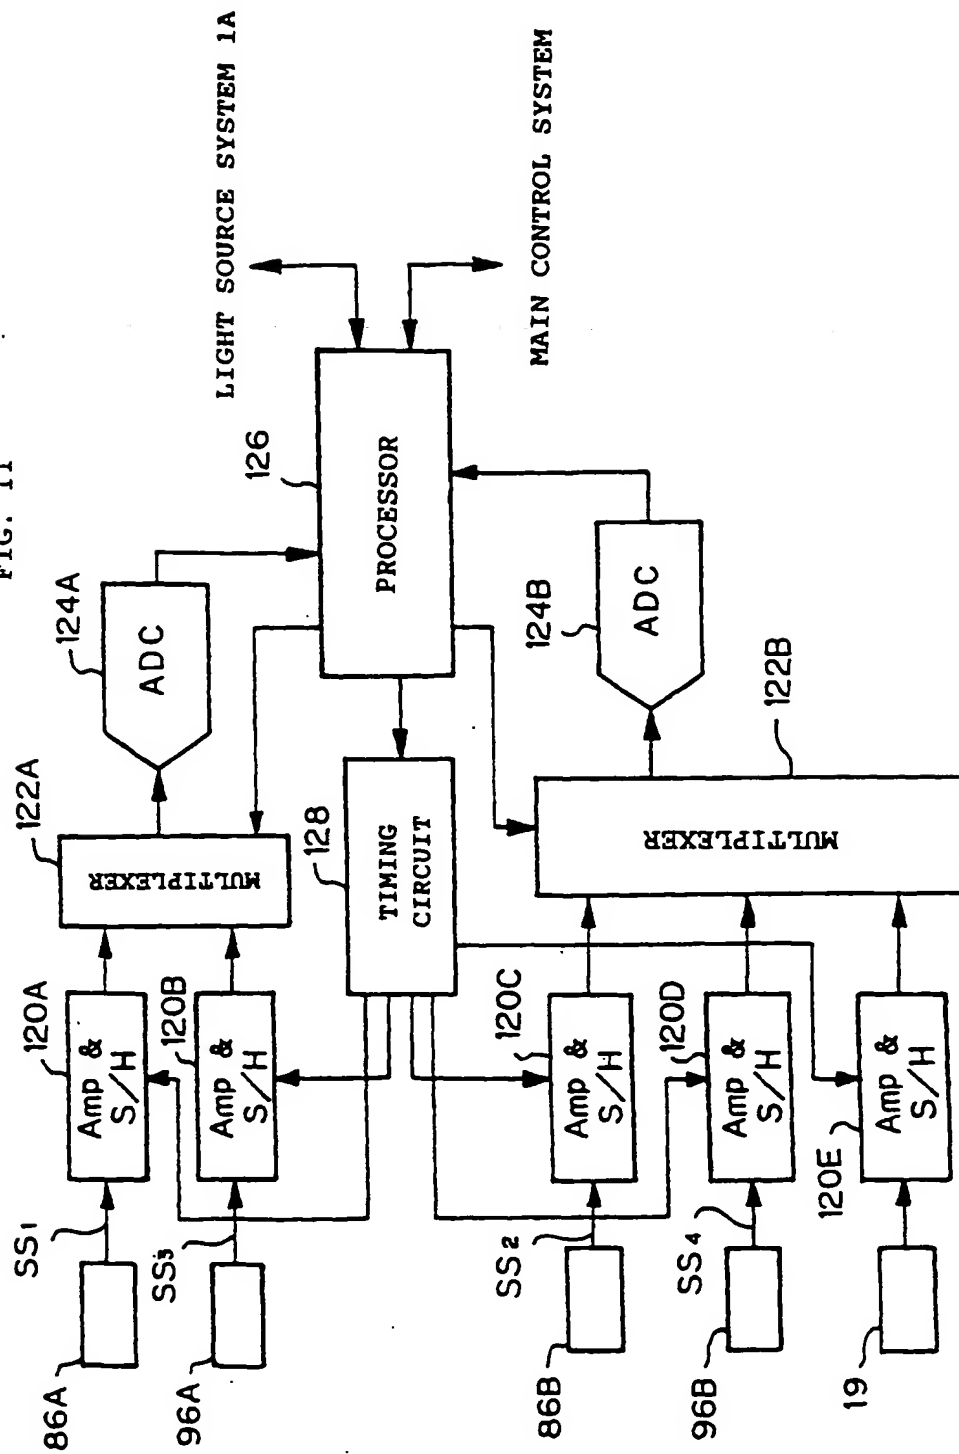 FIG. 11
LIGHT SOURCE SYSTEM 1A
MAIN CONTROL SYSTEM
126
PROCESSOR
124A
ADC
124B
ADC
122A
MULTIPLEXER
128
TIMING
CIRCUIT
122B
MULTIPLEXER
120A
Amp &
S/H
120B
Amp &
S/H
120C
Amp &
S/H
120D
Amp &
S/H
120E
Amp &
S/H
SS1
SS3
SS2
SS4
86A
96A
86B
96B
19